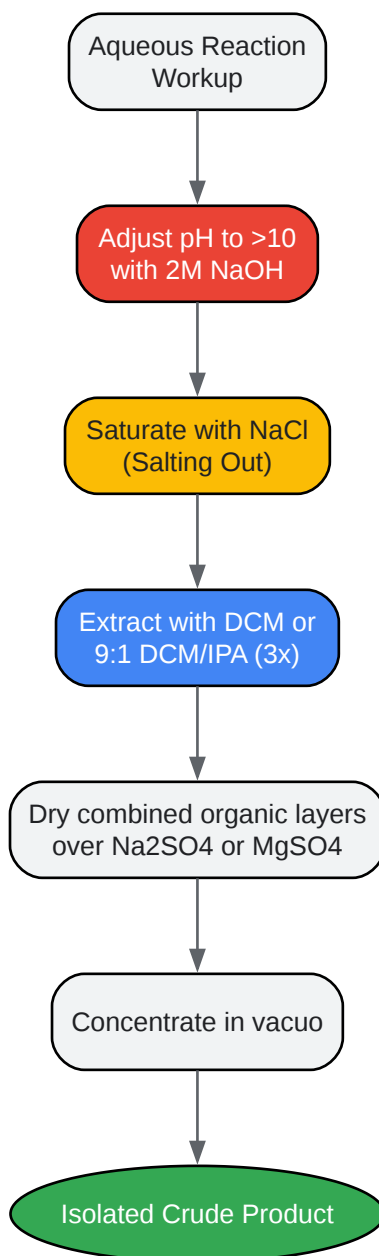 Aqueous Reaction
Workup
Adjust pH to >10
with 2M NaOH
Saturate with NaCl
(Salting Out)
Extract with DCM or
9:1 DCM/IPA (3x)
Dry combined organic layers
over Na2SO4 or MgSO4
Concentrate in vacuo
Isolated Crude Product